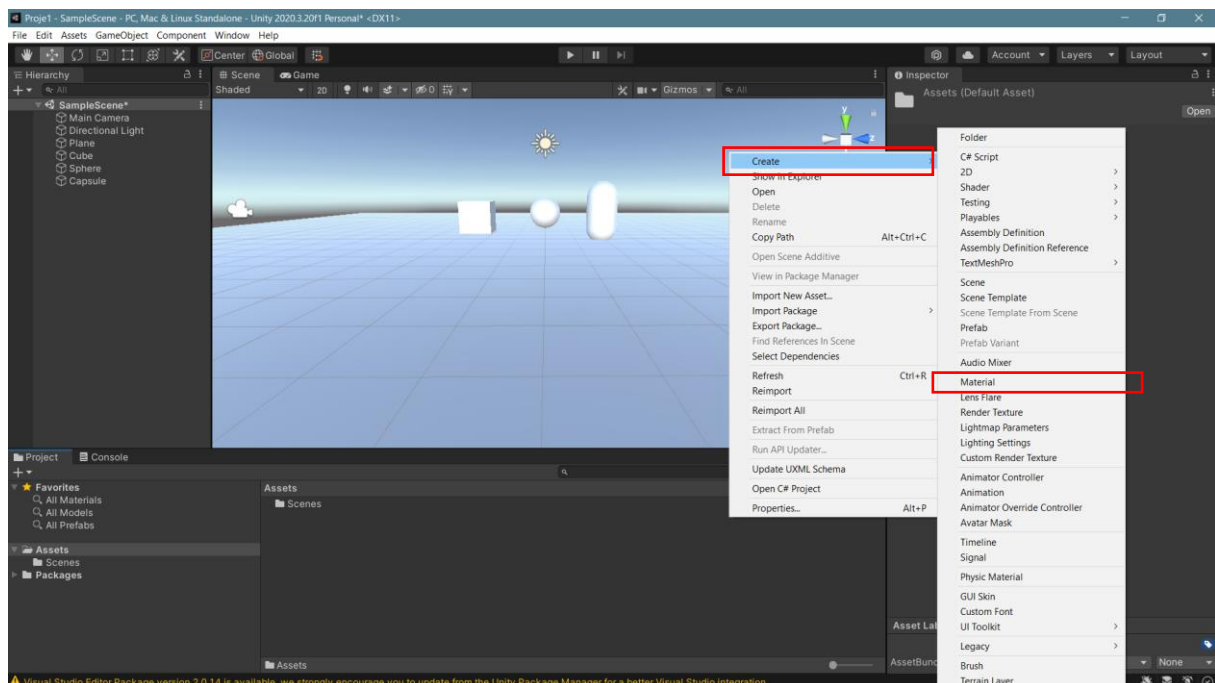 Proje1 - SampleScene - PC, Mac & Linux Standalone - Unity 2020.3.20f1 Personal* <DX11>
File Edit Assets GameObject Component Window Help
Center Global
Account Layers Layout
Hierarchy
All
SampleScene*
Main Camera
Directional Light
Plane
Cube
Sphere
Capsule
Scene Game
Shaded 2D 0 Gizmos All
y
z
Inspector
Assets (Default Asset)
Open
Create
Show in Explorer
Open
Delete
Rename
Copy Path Alt+Ctrl+C
Open Scene Additive
View in Package Manager
Import New Asset...
Import Package
Export Package...
Find References In Scene
Select Dependencies
Refresh Ctrl+R
Reimport
Reimport All
Extract From Prefab
Run API Updater...
Update UXML Schema
Open C# Project
Properties... Alt+P
Folder
C# Script
2D
Shader
Testing
Playables
Assembly Definition
Assembly Definition Reference
TextMeshPro
Scene
Scene Template
Scene Template From Scene
Prefab
Prefab Variant
Audio Mixer
Material
Lens Flare
Render Texture
Lightmap Parameters
Lighting Settings
Custom Render Texture
Animator Controller
Animation
Animator Override Controller
Avatar Mask
Timeline
Signal
Physic Material
GUI Skin
Custom Font
UI Toolkit
Legacy
Brush
Terrain Layer
Project Console
Favorites
All Materials
All Models
All Prefabs
Assets
Scenes
Packages
Assets
Scenes
Assets
Asset Lab
AssetBund
None
Visual Studio Editor Package version 2.0.14 is available, we strongly encourage you to update from the Unity Package Manager for a better Visual Studio integration